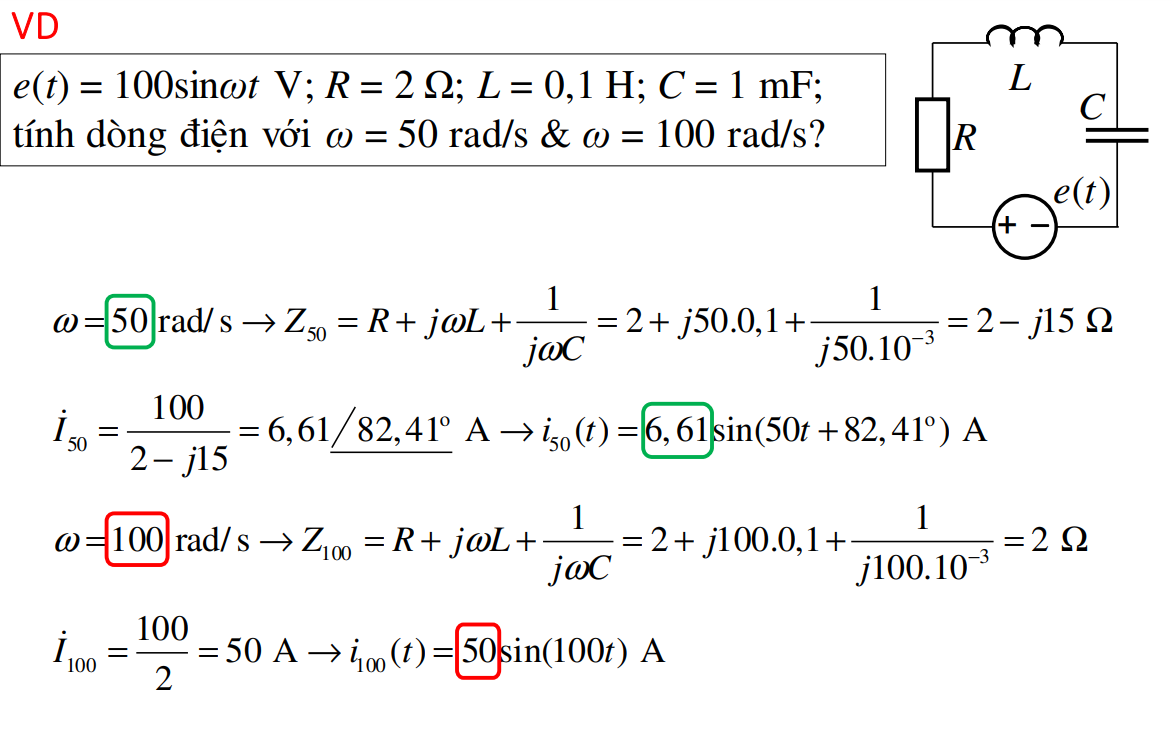 VD
e(t) = 100sinωt V; R = 2 Ω; L = 0,1 H; C = 1 mF;
tính dòng điện với ω = 50 rad/s & ω = 100 rad/s?
L
C
R
e(t)
+ −
ω = 50 rad/ s → Z₅₀ = R + jωL + 1/(jωC) = 2 + j50.0,1 + 1/(j50.10⁻³) = 2 − j15 Ω
İ₅₀ = 100/(2 − j15) = 6,61/82,41º A → i₅₀(t) = 6,61sin(50t + 82,41º) A
ω = 100 rad/ s → Z₁₀₀ = R + jωL + 1/(jωC) = 2 + j100.0,1 + 1/(j100.10⁻³) = 2 Ω
İ₁₀₀ = 100/2 = 50 A → i₁₀₀(t) = 50sin(100t) A